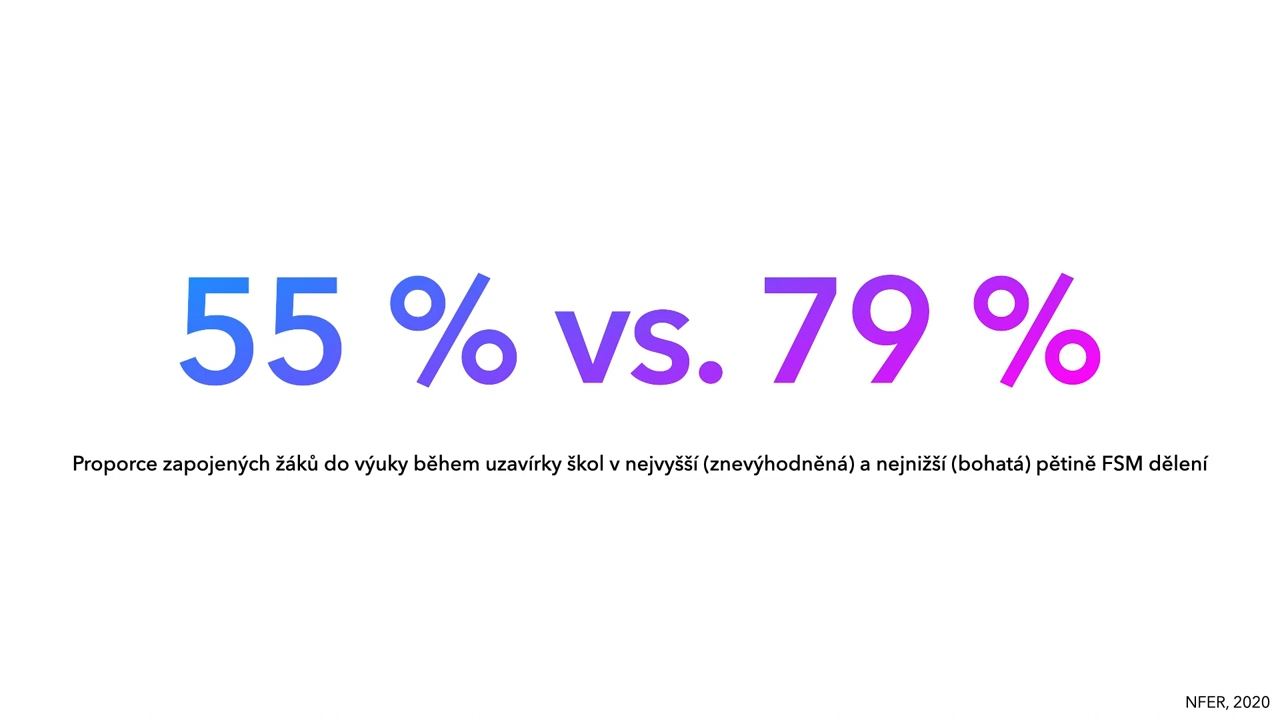 55 % vs. 79 %
Proporce zapojených žáků do výuky během uzavírky škol v nejvyšší (znevýhodněná) a nejnižší (bohatá) pětině FSM dělení
NFER, 2020